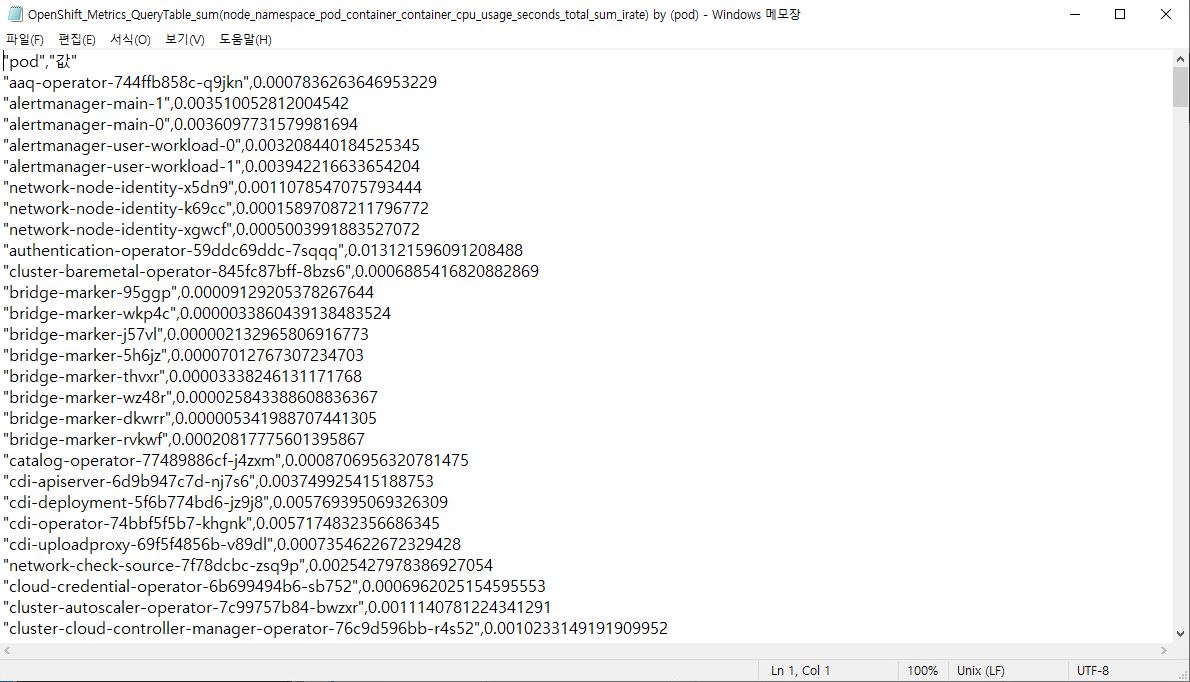 OpenShift_Metrics_QueryTable_sum(node_namespace_pod_container_container_cpu_usage_seconds_total_sum_irate) by (pod) - Windows 메모장
파일(F) 편집(E) 서식(O) 보기(V) 도움말(H)
"pod","값"
"aaq-operator-744ffb858c-q9jkn",0.0007836263646953229
"alertmanager-main-1",0.003510052812004542
"alertmanager-main-0",0.0036097731579981694
"alertmanager-user-workload-0",0.003208440184525345
"alertmanager-user-workload-1",0.003942216633654204
"network-node-identity-x5dn9",0.0011078547075793444
"network-node-identity-k69cc",0.00015897087211796772
"network-node-identity-xgwcf",0.0005003991883527072
"authentication-operator-59ddc69ddc-7sqqq",0.013121596091208488
"cluster-baremetal-operator-845fc87bff-8bzs6",0.0006885416820882869
"bridge-marker-95ggp",0.00009129205378267644
"bridge-marker-wkp4c",0.0000033860439138483524
"bridge-marker-j57vl",0.000002132965806916773
"bridge-marker-5h6jz",0.00007012767307234703
"bridge-marker-thvxr",0.00003338246131171768
"bridge-marker-wz48r",0.000025843388608836367
"bridge-marker-dkwrr",0.000005341988707441305
"bridge-marker-rvkwf",0.00020817775601395867
"catalog-operator-77489886cf-j4zxm",0.0008706956320781475
"cdi-apiserver-6d9b947c7d-nj7s6",0.003749925415188753
"cdi-deployment-5f6b774bd6-jz9j8",0.005769395069326309
"cdi-operator-74bbf5f5b7-khgnk",0.0057174832356686345
"cdi-uploadproxy-69f5f4856b-v89dl",0.0007354622672329428
"network-check-source-7f78dcbc-zsq9p",0.0025427978386927054
"cloud-credential-operator-6b699494b6-sb752",0.0006962025154595553
"cluster-autoscaler-operator-7c99757b84-bwzxr",0.0011140781224341291
"cluster-cloud-controller-manager-operator-76c9d596bb-r4s52",0.0010233149191909952
Ln 1, Col 1 100% Unix (LF) UTF-8